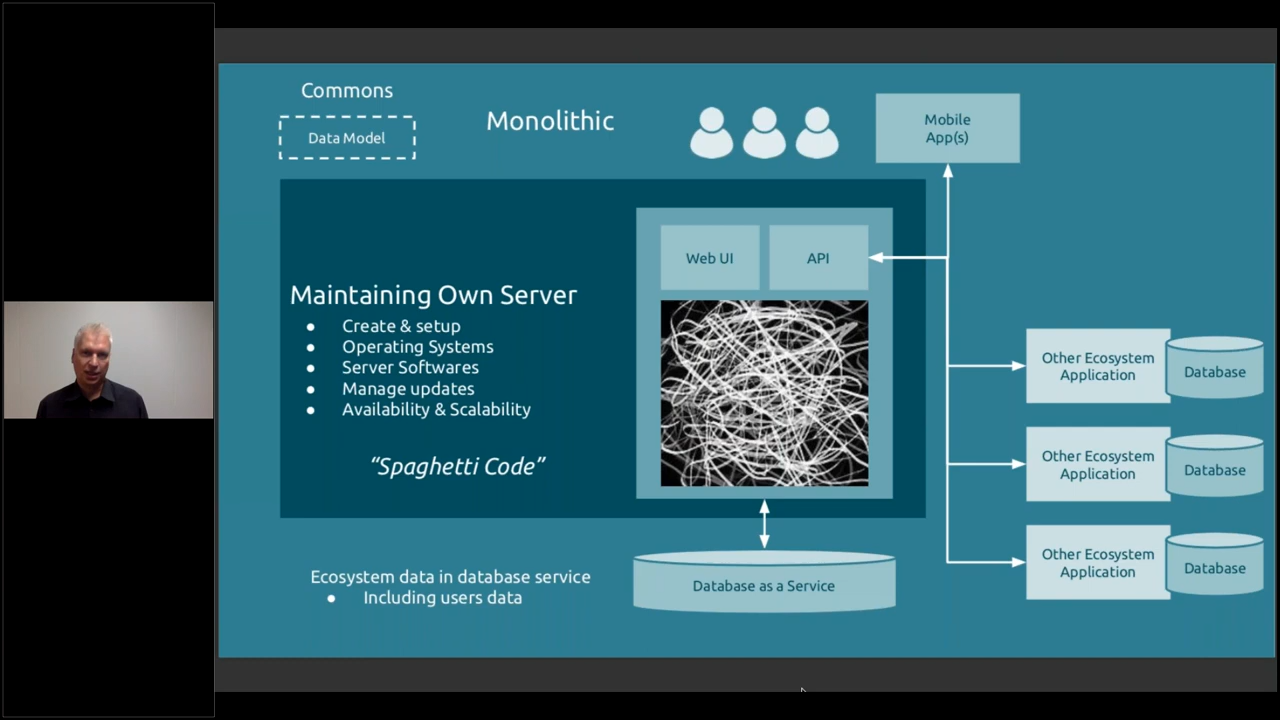 Commons
Data Model
Monolithic
Mobile
App(s)
Web UI
API
Maintaining Own Server
● Create & setup
● Operating Systems
● Server Softwares
● Manage updates
● Availability & Scalability
“Spaghetti Code”
Other Ecosystem
Application
Database
Other Ecosystem
Application
Database
Other Ecosystem
Application
Database
Ecosystem data in database service
● Including users data
Database as a Service